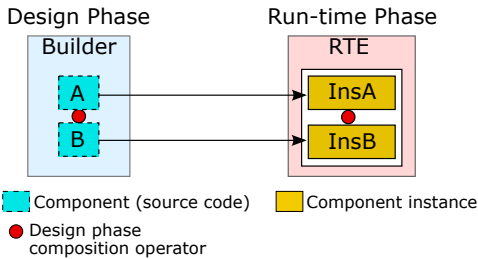 Design Phase
Run-time Phase
Builder
RTE
A
InsA
B
InsB
Component (source code)
Component instance
Design phase
composition operator